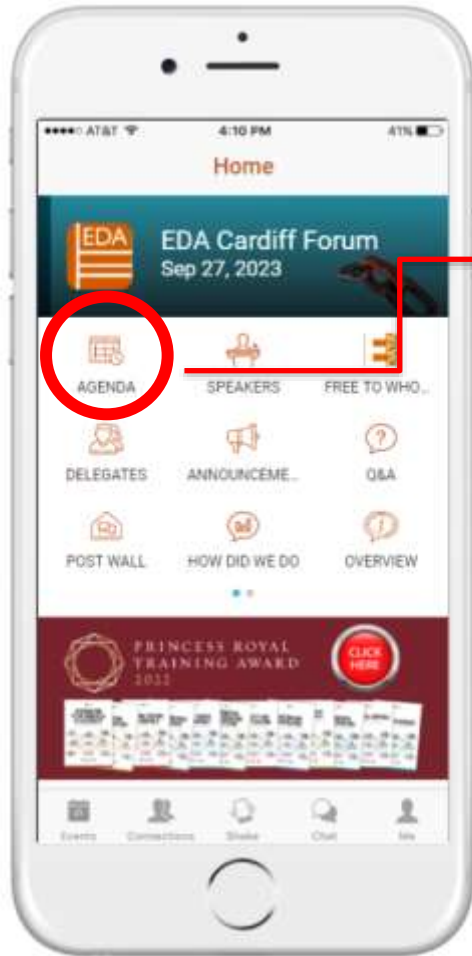 AT&T 4:10 PM 41%
Home
EDA
EDA Cardiff Forum
Sep 27, 2023
AGENDA SPEAKERS FREE TO WHO..
DELEGATES ANNOUNCEME.. Q&A
POST WALL HOW DID WE DO OVERVIEW
PRINCESS ROYAL
TRAINING AWARD
2022
CLICK
HERE
Events Connections Shake Chat Me